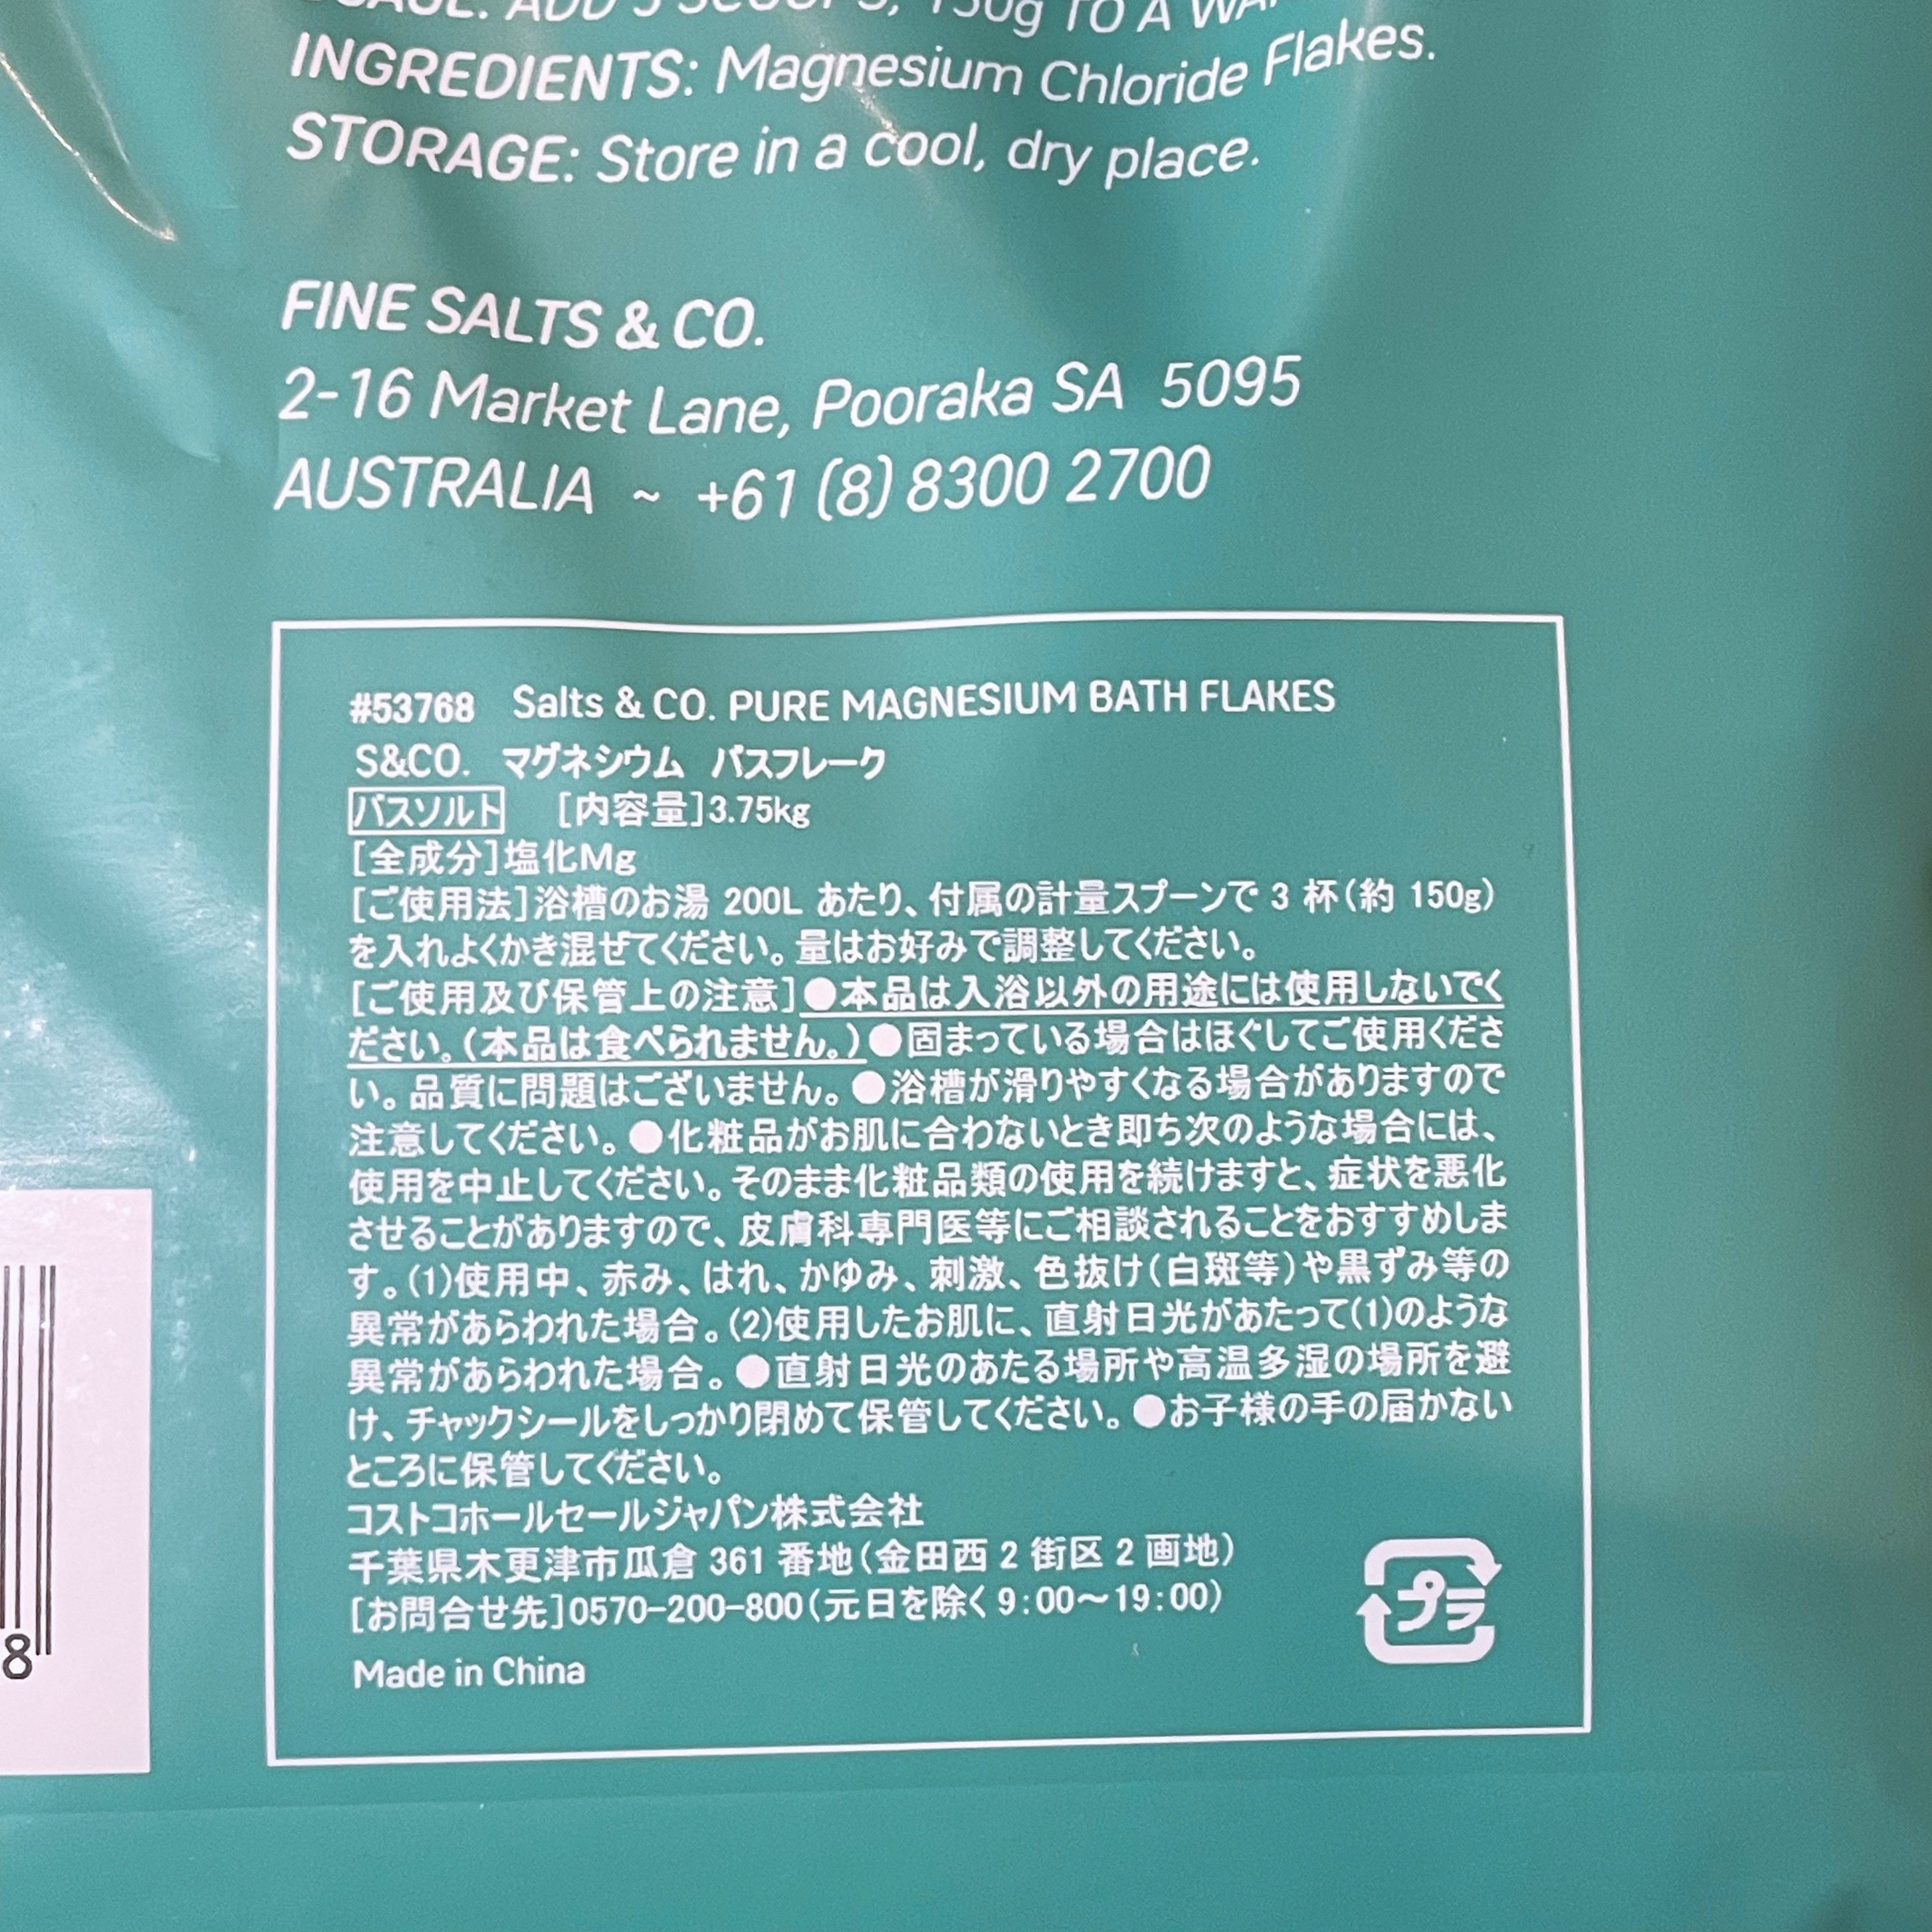 ADD 3 SCOOPS, 150g TO A
INGREDIENTS: Magnesium Chloride Flakes.
STORAGE: Store in a cool, dry place.
FINE SALTS & CO.
2-16 Market Lane, Pooraka SA 5095
AUSTRALIA ~ +61 (8) 8300 2700
#53768 Salts & CO. PURE MAGNESIUM BATH FLAKES
S&CO. マグネシウム バスフレーク
バスソルト [内容量]3.75kg
[全成分]塩化Mg
[ご使用法]浴槽のお湯 200L あたり、付属の計量スプーンで 3 杯(約 150g)
を入れよくかき混ぜてください。量はお好みで調整してください。
[ご使用及び保管上の注意]●本品は入浴以外の用途には使用しないでく
ださい。(本品は食べられません。)●固まっている場合はほぐしてご使用くださ
い。品質に問題はございません。●浴槽が滑りやすくなる場合がありますので
注意してください。●化粧品がお肌に合わないとき即ち次のような場合には、
使用を中止してください。そのまま化粧品類の使用を続けますと、症状を悪化
させることがありますので、皮膚科専門医等にご相談されることをおすすめしま
す。(1)使用中、赤み、はれ、かゆみ、刺激、色抜け(白斑等)や黒ずみ等の
異常があらわれた場合。(2)使用したお肌に、直射日光があたって(1)のような
異常があらわれた場合。●直射日光のあたる場所や高温多湿の場所を避
け、チャックシールをしっかり閉めて保管してください。●お子様の手の届かない
ところに保管してください。
コストコホールセールジャパン株式会社
千葉県木更津市瓜倉 361 番地(金田西 2 街区 2 画地)
[お問合せ先]0570-200-800(元日を除く 9:00~19:00)
Made in China
プラ
8